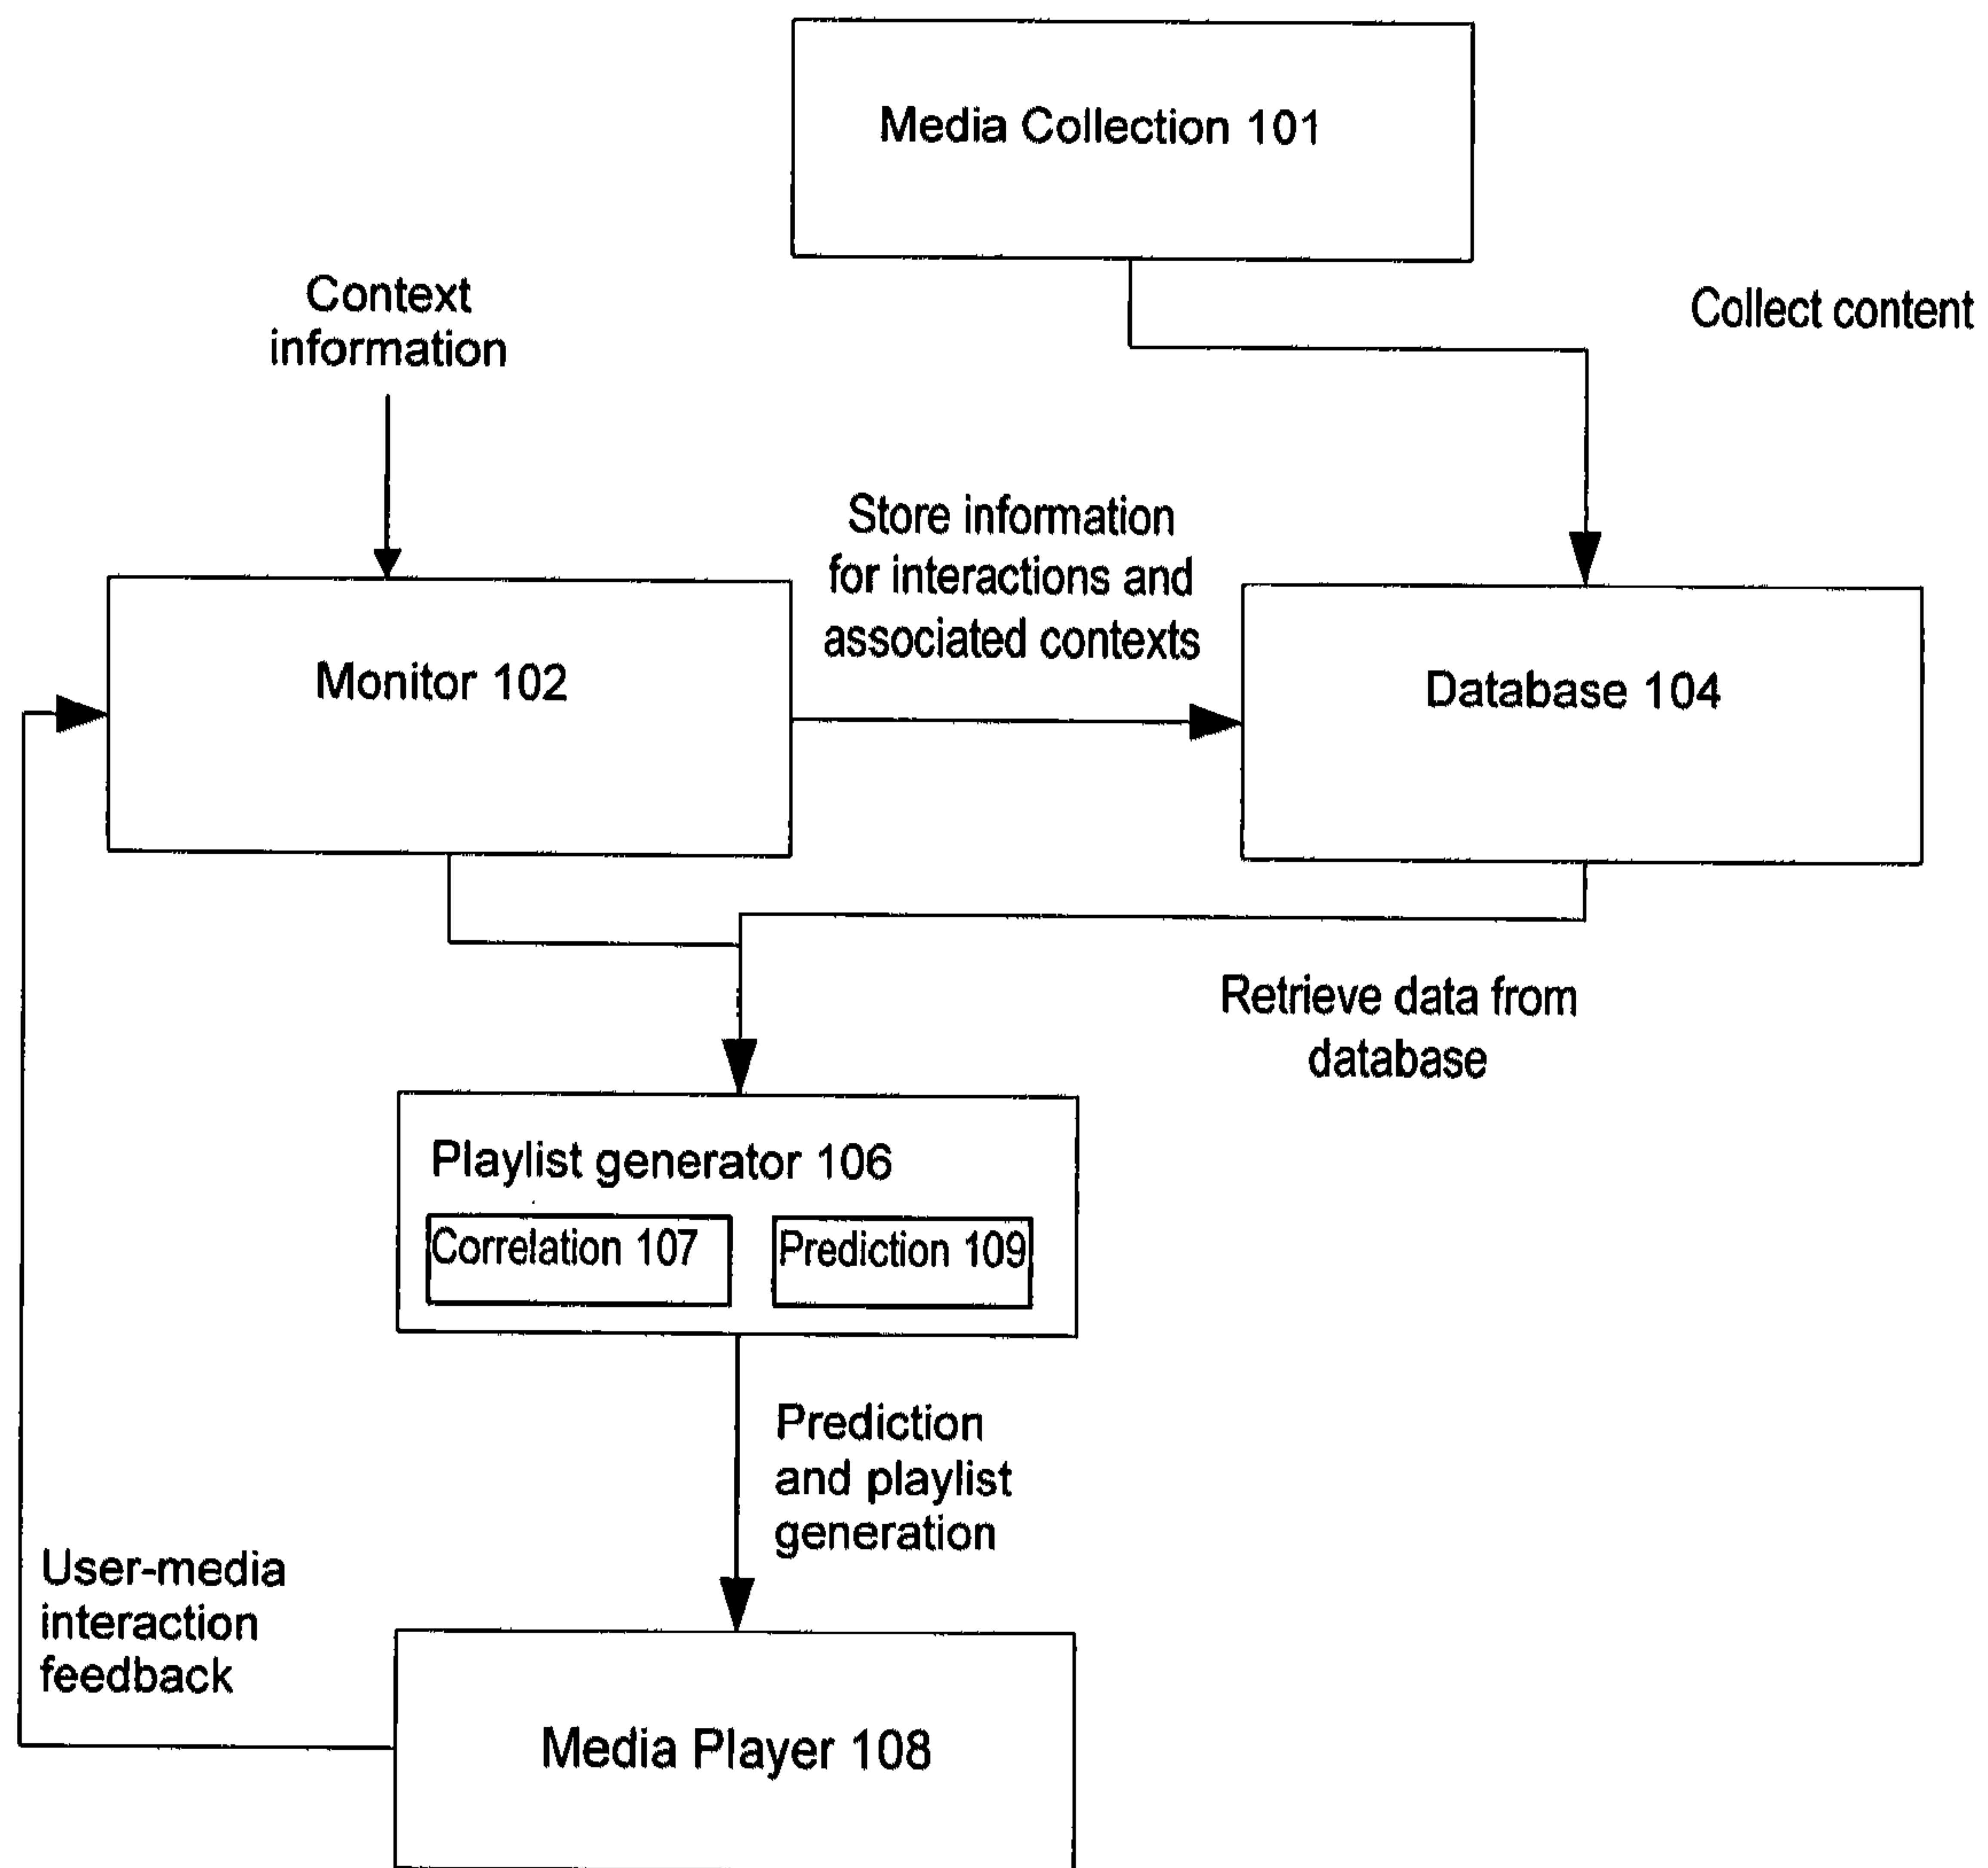 Media Collection 101
Context
information
Collect content
Store information
for interactions and
associated contexts
Monitor 102
Database 104
Retrieve data from
database
Playlist generator 106
Correlation 107
Prediction 109
Prediction
and playlist
generation
User-media
interaction
feedback
Media Player 108